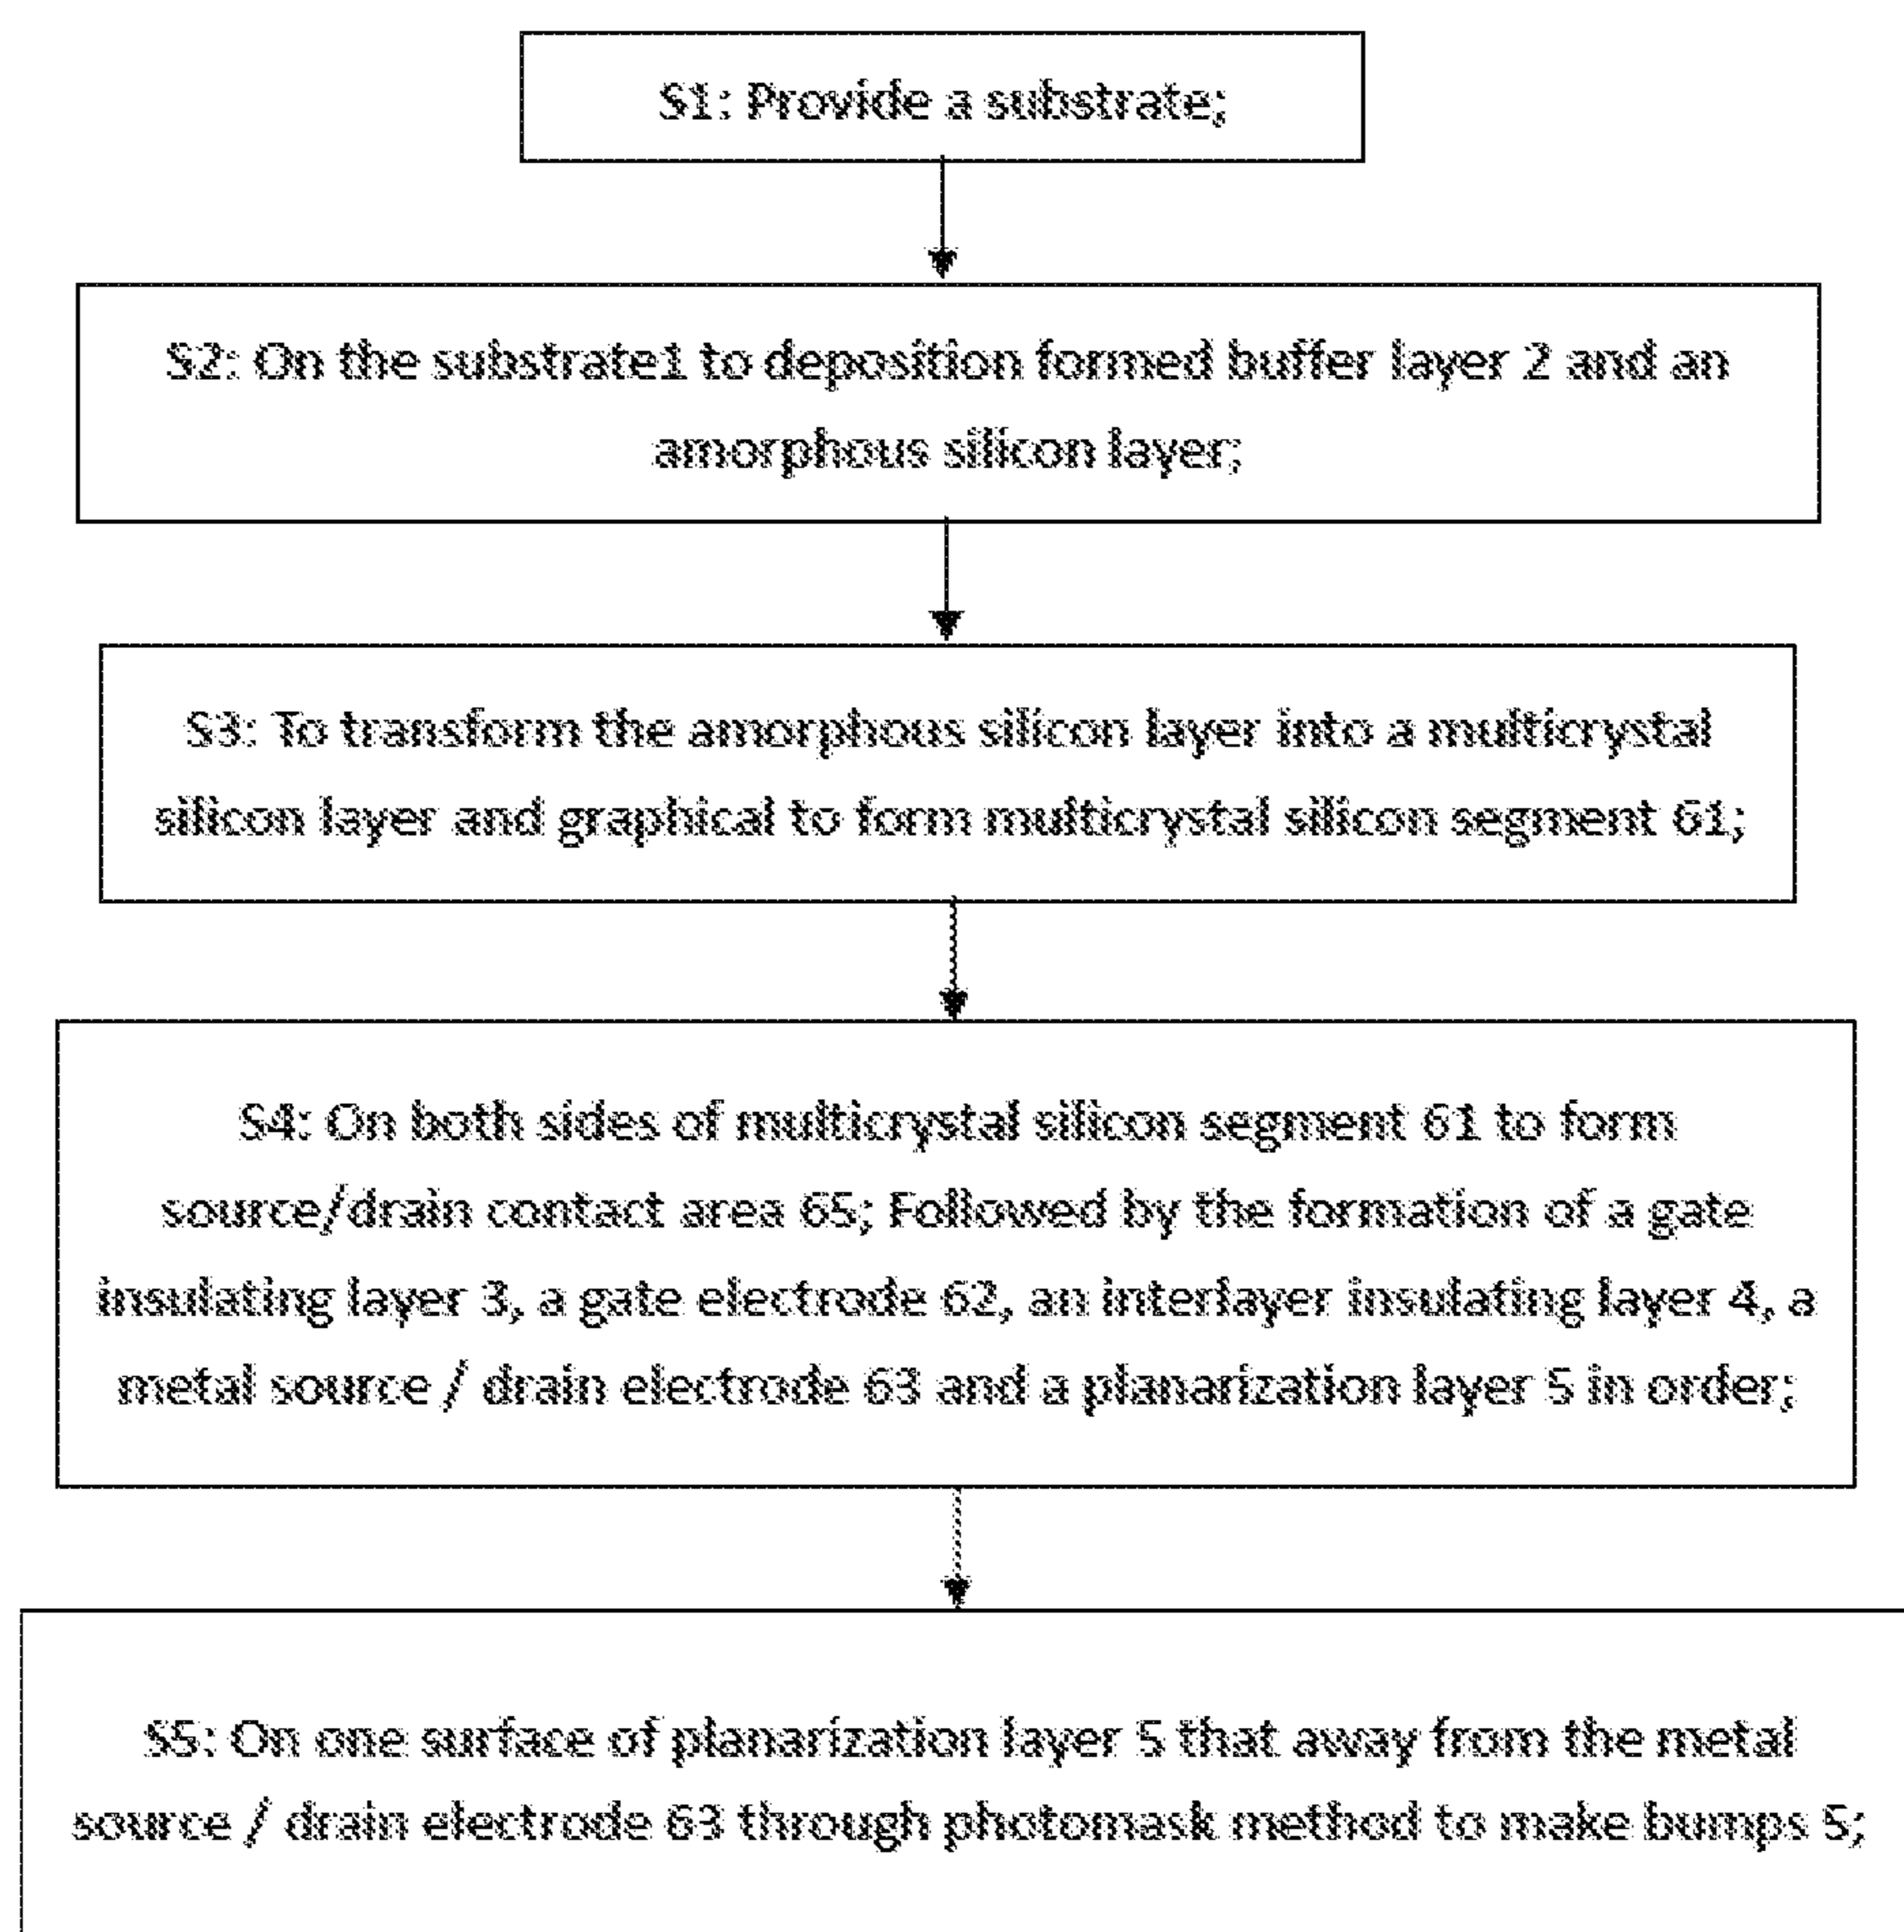 S1: Provide a substrate;
S2: On the substrate1 to deposition formed buffer layer 2 and an
amorphous silicon layer;
S3: To transform the amorphous silicon layer into a multicrystal
silicon layer and graphical to form multicrystal silicon segment 61;
S4: On both sides of multicrystal silicon segment 61 to form
source/drain contact area 65; Followed by the formation of a gate
insulating layer 3, a gate electrode 62, an interlayer insulating layer 4, a
metal source / drain electrode 63 and a planarization layer 5 in order;
S5: On one surface of planarization layer 5 that away from the metal
source / drain electrode 63 through photomask method to make bumps 5;